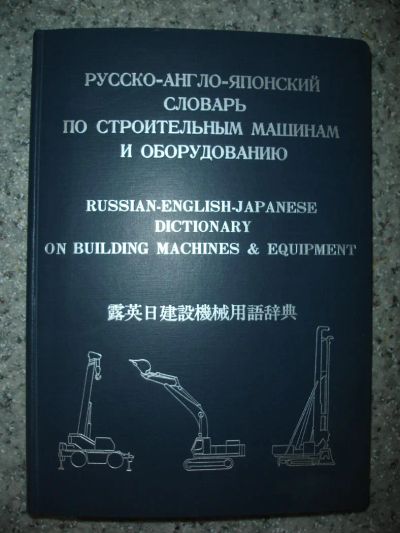 РУССКО-АНГЛО-ЯПОНСКИЙ
СЛОВАРЬ
ПО СТРОИТЕЛЬНЫМ МАШИНАМ
И ОБОРУДОВАНИЮ
RUSSIAN-ENGLISH-JAPANESE
DICTIONARY
ON BUILDING MACHINES & EQUIPMENT
露英日建設機械用語辞典